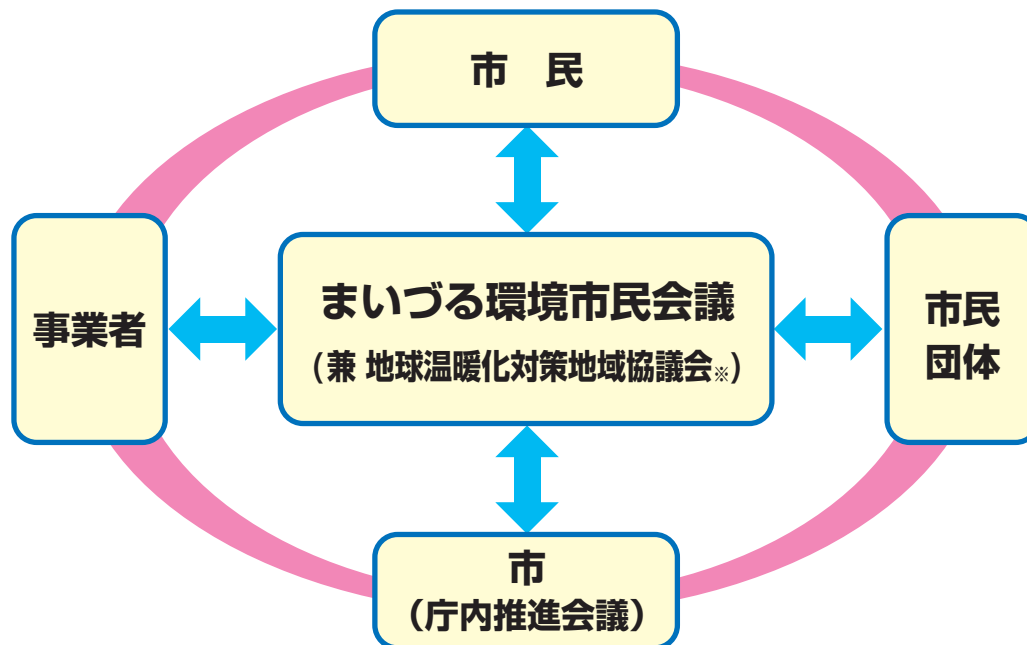 市　民
事業者
まいづる環境市民会議
(兼 地球温暖化対策地域協議会※)
市民
団体
市
（庁内推進会議）